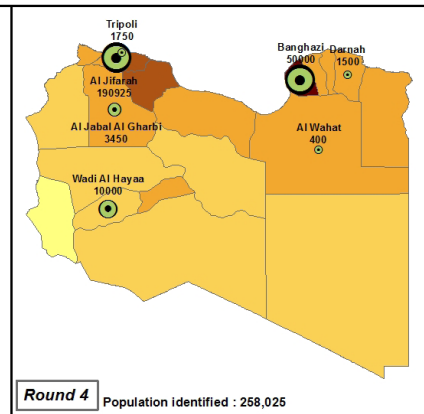 Tripoli
1750
Banghazi
50000
Darnah
1500
Al Jifarah
190925
Al Jabal Al Gharbi
3450
Al Wahat
400
Wadi Al Hayaa
10000
Round 4
Population identified : 258,025